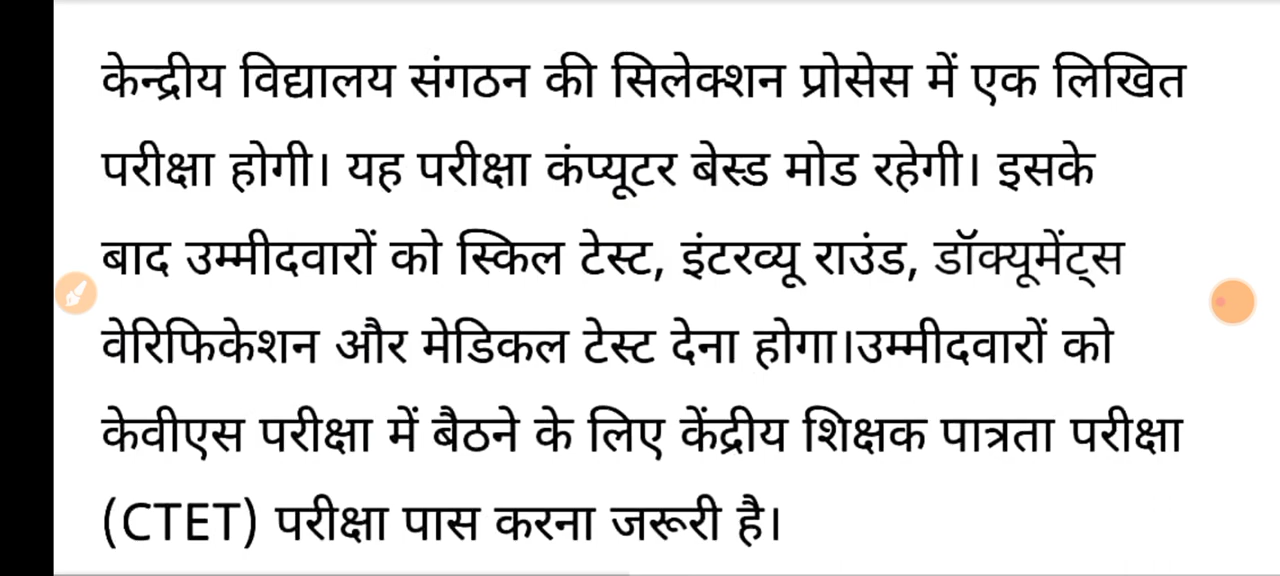 केन्द्रीय विद्यालय संगठन की सिलेक्शन प्रोसेस में एक लिखित
परीक्षा होगी। यह परीक्षा कंप्यूटर बेस्ड मोड रहेगी। इसके
बाद उम्मीदवारों को स्किल टेस्ट, इंटरव्यू राउंड, डॉक्यूमेंट्स
वेरिफिकेशन और मेडिकल टेस्ट देना होगा।उम्मीदवारों को
केवीएस परीक्षा में बैठने के लिए केंद्रीय शिक्षक पात्रता परीक्षा
(CTET) परीक्षा पास करना जरूरी है।